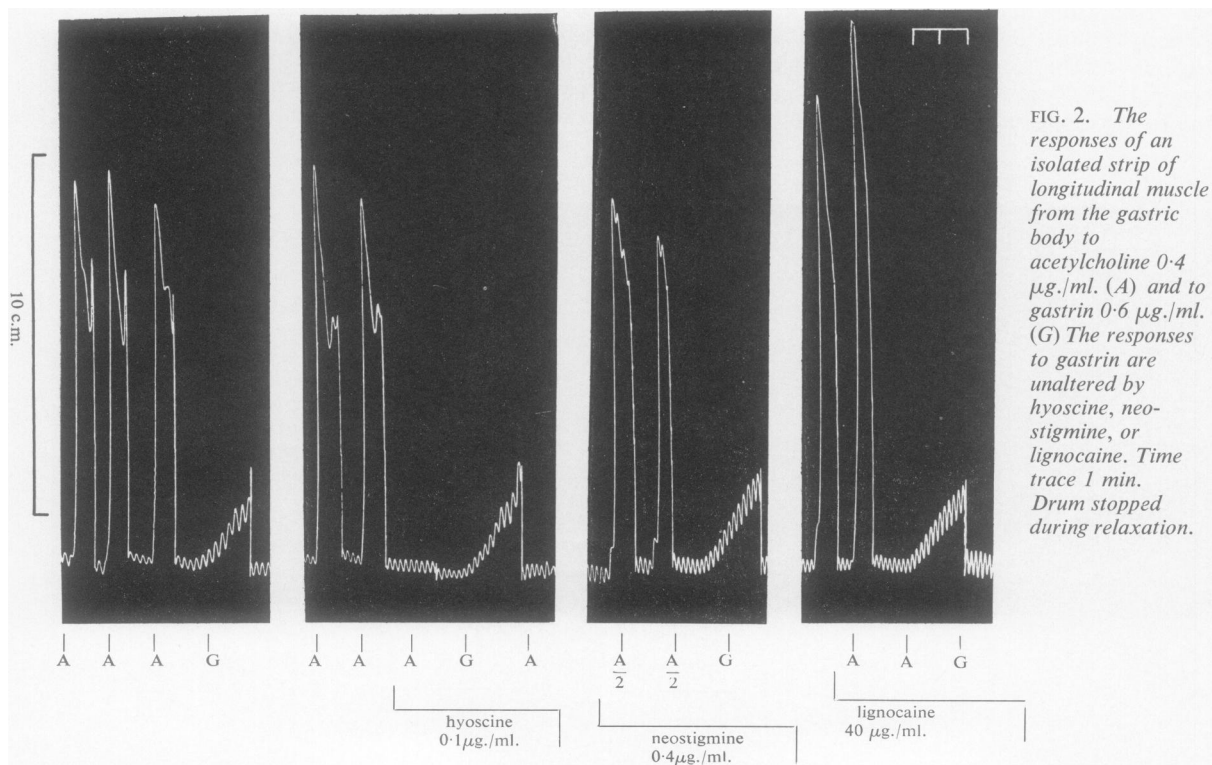 10 c.m.
A A A G
A A A G A
hyoscine
0·1μg./ml.
A/2 A/2 G
neostigmine
0·4μg./ml.
A A G
lignocaine
40 μg./ml.
FIG. 2. The
responses of an
isolated strip of
longitudinal muscle
from the gastric
body to
acetylcholine 0·4
μg./ml. (A) and to
gastrin 0·6 μg./ml.
(G) The responses
to gastrin are
unaltered by
hyoscine, neo-
stigmine, or
lignocaine. Time
trace 1 min.
Drum stopped
during relaxation.